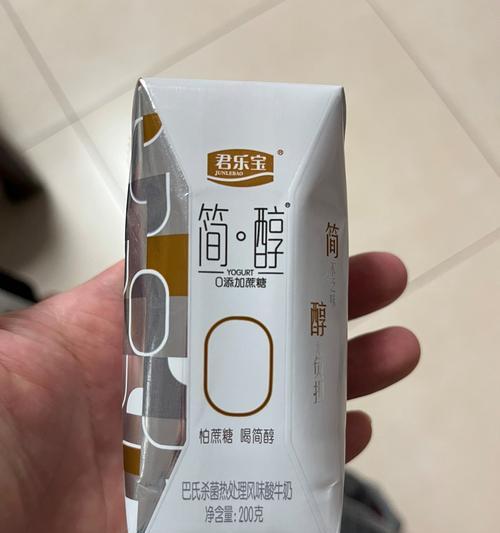 君乐宝®
JUNLEBAO
简·醇®
YOGURT
0添加蔗糖
0
怕蔗糖 喝简醇
巴氏杀菌热处理风味酸牛奶
净含量:200克
简
醇